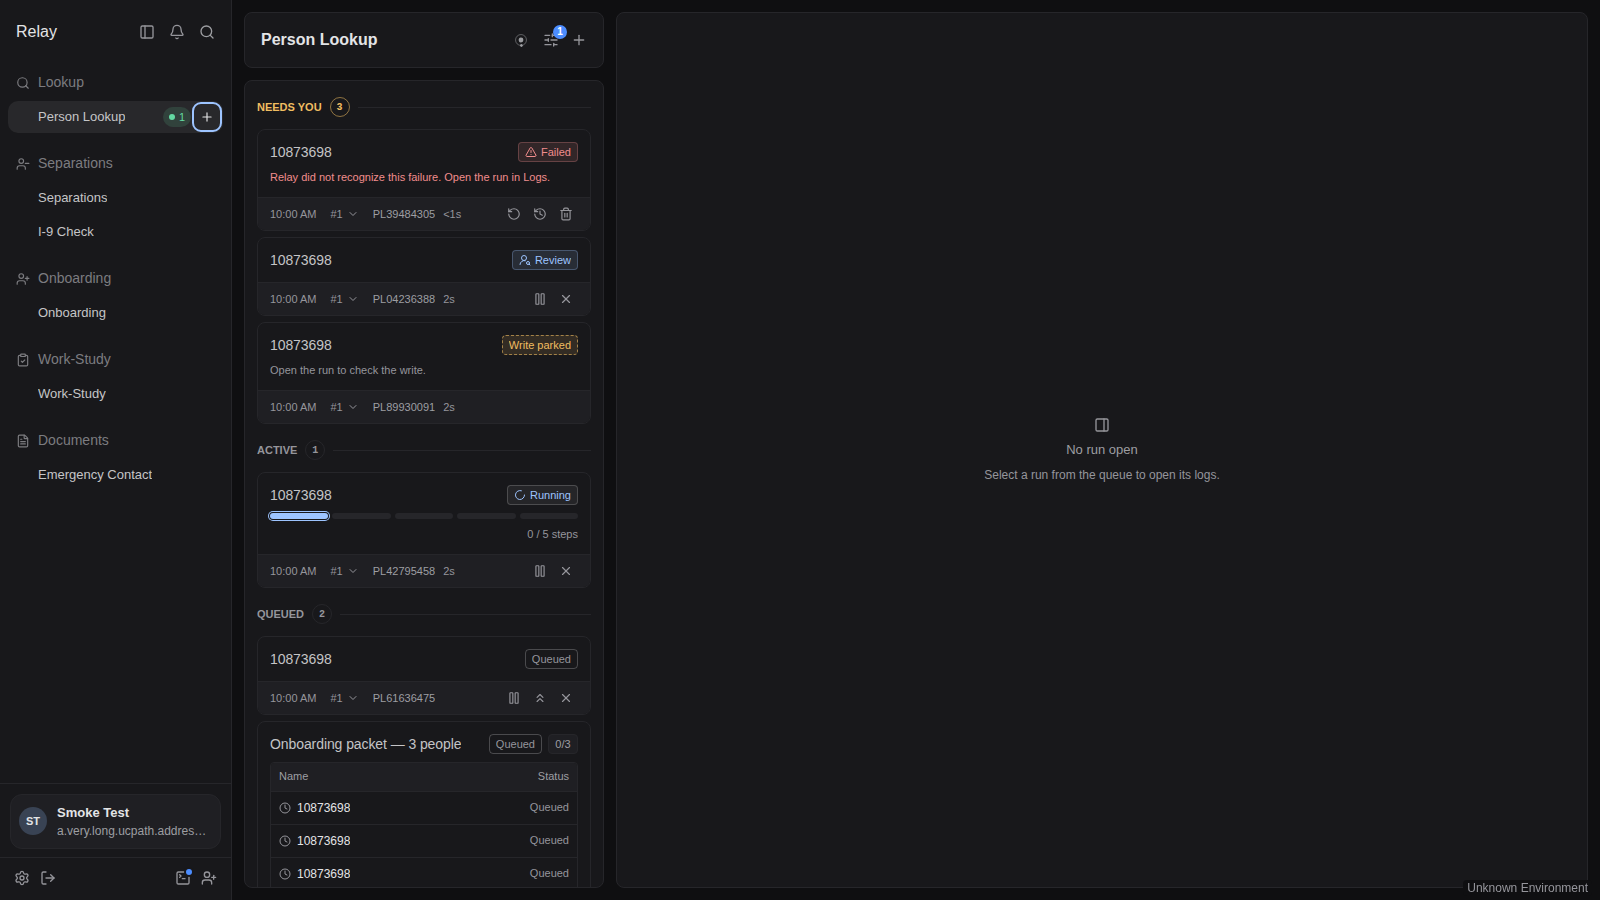 Relay
Lookup
Person Lookup
1
Separations
Separations
I-9 Check
Onboarding
Onboarding
Work-Study
Work-Study
Documents
Emergency Contact
ST
Smoke Test
a.very.long.ucpath.addres…
Person Lookup
1
NEEDS YOU 3
10873698
Failed
Relay did not recognize this failure. Open the run in Logs.
10:00 AM #1 PL39484305 <1s
10873698
Review
10:00 AM #1 PL04236388 2s
10873698
Write parked
Open the run to check the write.
10:00 AM #1 PL89930091 2s
ACTIVE 1
10873698
Running
0 / 5 steps
10:00 AM #1 PL42795458 2s
QUEUED 2
10873698
Queued
10:00 AM #1 PL61636475
Onboarding packet — 3 people
Queued 0/3
Name Status
10873698 Queued
10873698 Queued
10873698 Queued
No run open
Select a run from the queue to open its logs.
Unknown Environment